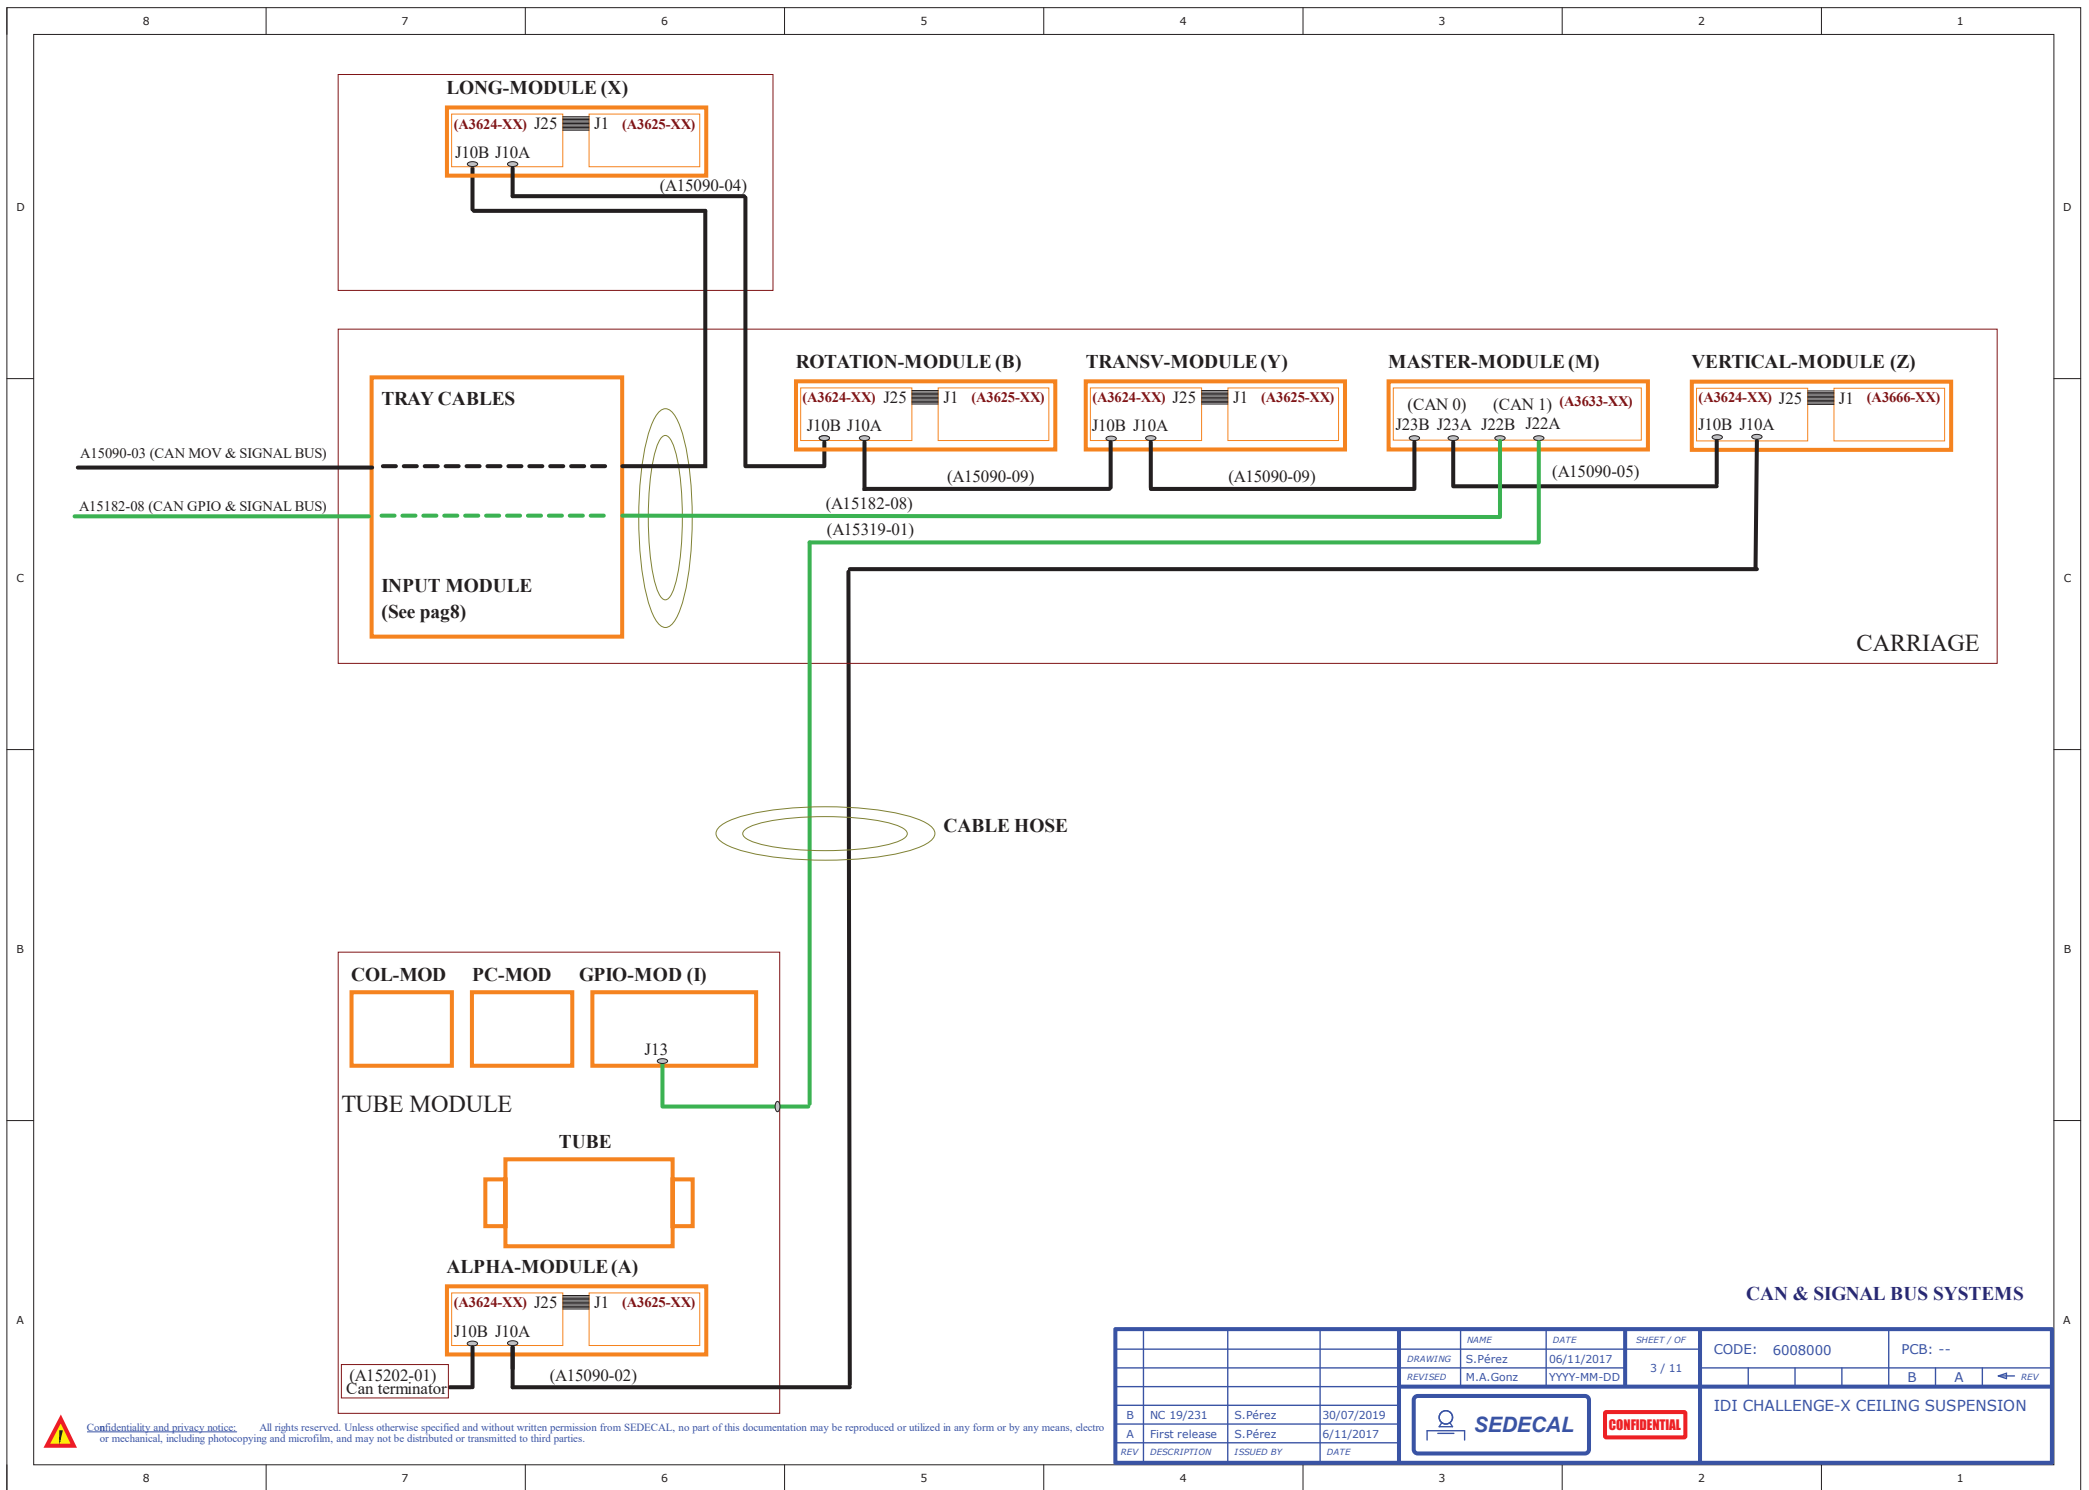 8 7 6 5 4 3 2 1
LONG-MODULE (X)
(A3624-XX) J25 J1 (A3625-XX)
J10B J10A
(A15090-04)
D D
ROTATION-MODULE (B) TRANSV-MODULE (Y) MASTER-MODULE (M) VERTICAL-MODULE (Z)
TRAY CABLES
(A3624-XX) J25 J1 (A3625-XX)
J10B J10A
(A3624-XX) J25 J1 (A3625-XX)
J10B J10A
(CAN 0) (CAN 1) (A3633-XX)
J23B J23A J22B J22A
(A3624-XX) J25 J1 (A3666-XX)
J10B J10A
A15090-03 (CAN MOV & SIGNAL BUS)
(A15090-09) (A15090-09) (A15090-05)
A15182-08 (CAN GPIO & SIGNAL BUS)
(A15182-08)
(A15319-01)
C C
INPUT MODULE
(See pag8)
CARRIAGE
CABLE HOSE
B B
COL-MOD PC-MOD GPIO-MOD (I)
J13
TUBE MODULE
TUBE
ALPHA-MODULE (A)
(A3624-XX) J25 J1 (A3625-XX)
J10B J10A
(A15202-01)
Can terminator
(A15090-02)
A A
CAN & SIGNAL BUS SYSTEMS
NAME DATE SHEET / OF
DRAWING S.Pérez 06/11/2017 3 / 11
REVISED M.A.Gonz YYYY-MM-DD
CODE: 6008000 PCB: --
B A REV
IDI CHALLENGE-X CEILING SUSPENSION
SEDECAL
CONFIDENTIAL
B NC 19/231 S.Pérez 30/07/2019
A First release S.Pérez 6/11/2017
REV DESCRIPTION ISSUED BY DATE
Confidentiality and privacy notice: All rights reserved. Unless otherwise specified and without written permission from SEDECAL, no part of this documentation may be reproduced or utilized in any form or by any means, electro
or mechanical, including photocopying and microfilm, and may not be distributed or transmitted to third parties.
8 7 6 5 4 3 2 1